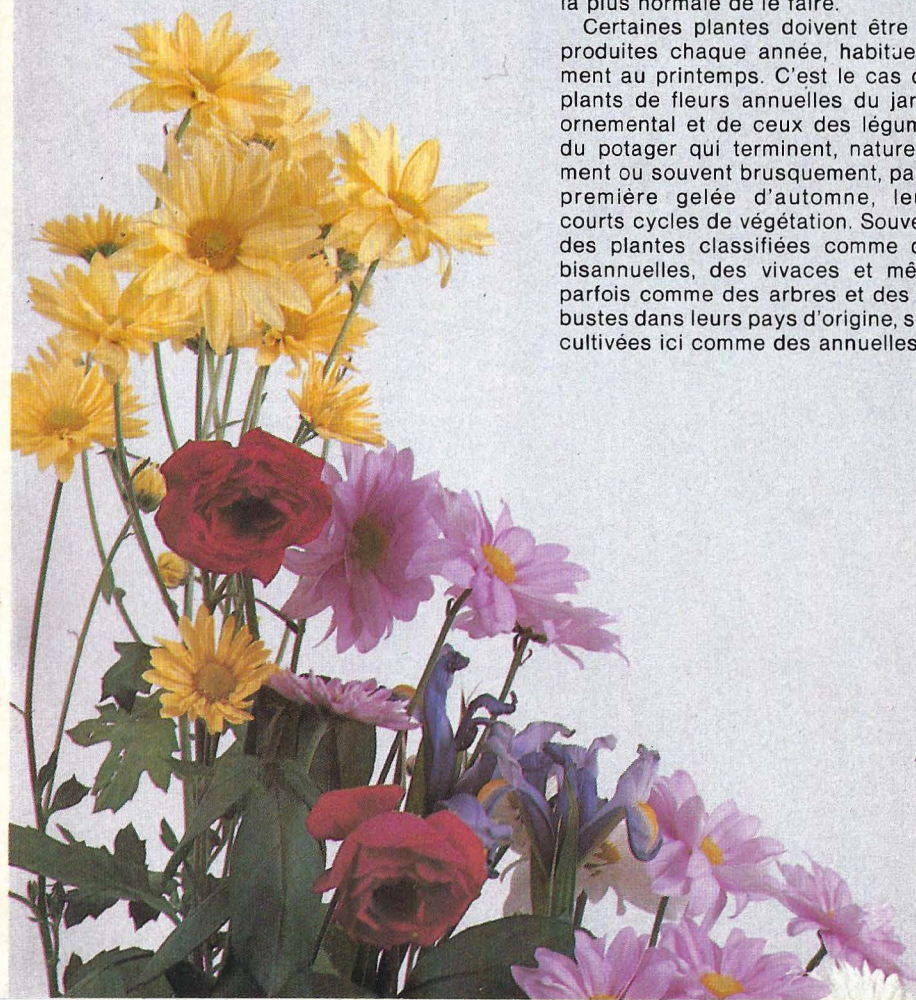 la plus normale de le faire.
Certaines plantes doivent être
produites chaque année, habitue
ment au printemps. C'est le cas
plants de fleurs annuelles du jar
ornemental et de ceux des légum
du potager qui terminent, nature
ment ou souvent brusquement, pa
première gelée d'automne, leu
courts cycles de végétation. Souve
des plantes classifiées comme
bisannuelles, des vivaces et mê
parfois comme des arbres et des
bustes dans leurs pays d'origine, s
cultivées ici comme des annuelles